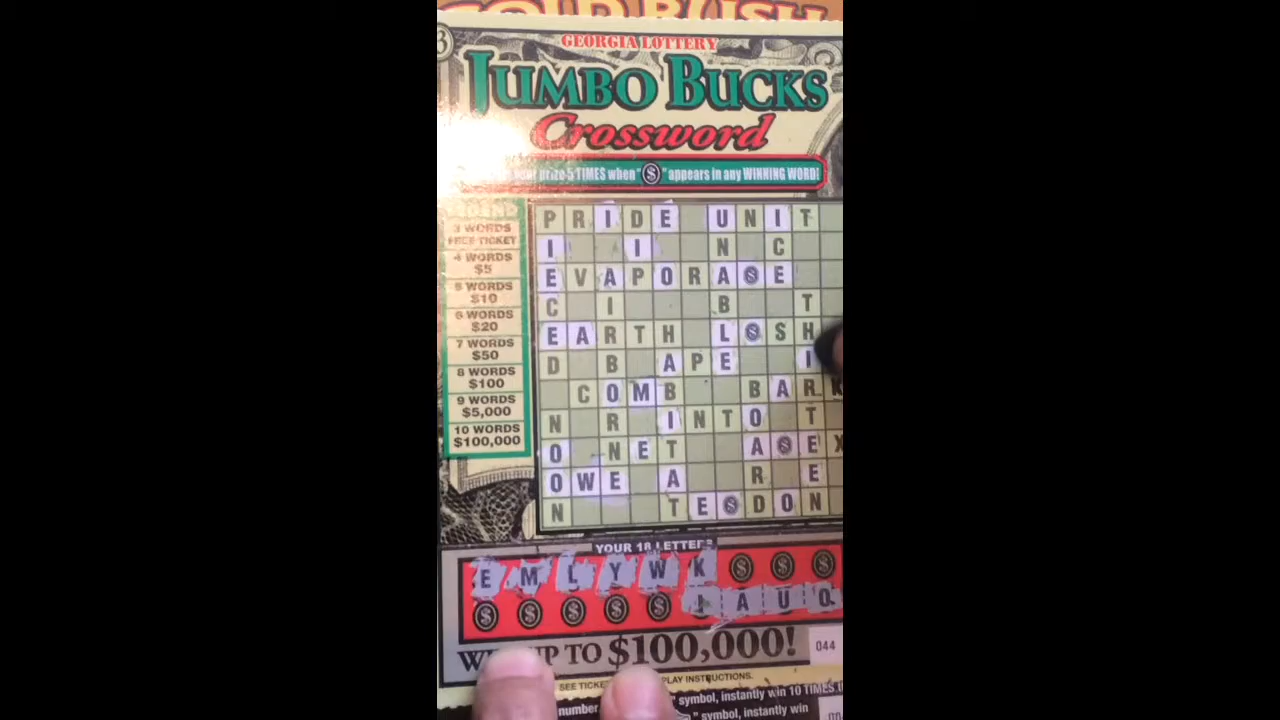 GEORGIA LOTTERY
JUMBO BUCKS
Crossword
your prize 5 TIMES when "$" appears in any WINNING WORD!
LEGEND
3 WORDS
FREE TICKET
4 WORDS
$5
5 WORDS
$10
6 WORDS
$20
7 WORDS
$50
8 WORDS
$100
9 WORDS
$5,000
10 WORDS
$100,000
P R I D E U N I T
I I N C
E V A P O R A $ E
C I B T
E A R T H L $ S H
D B A P E I
C O M B B A R K
N R I N T O T
O N E T A $ E X
O W E A R E
N T E $ D O N
YOUR 18 LETTERS
E M L Y W K $ $ $
$ $ $ $ $ I A U O
UP TO $100,000!
044
SEE TICKET PLAY INSTRUCTIONS.
" symbol, instantly win 10 TIMES
number
" symbol, instantly win